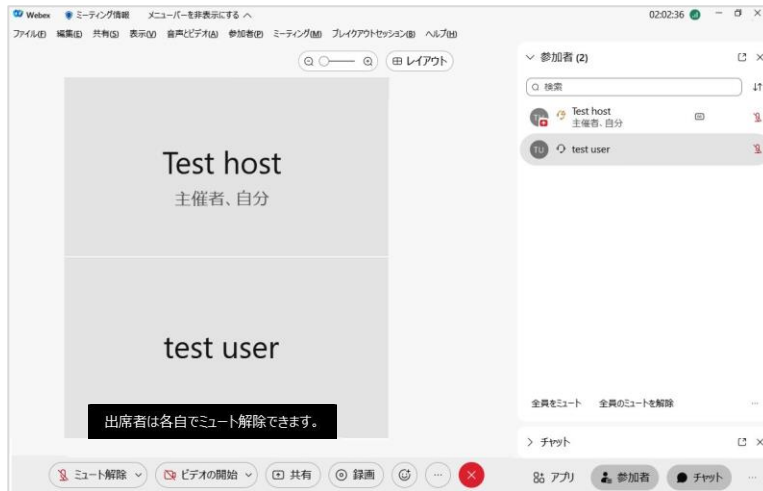 Webex ミーティング情報 メニューバーを非表示にする 02:02:36
ファイル(F) 編集(E) 共有(S) 表示(V) 音声とビデオ(A) 参加者(P) ミーティング(M) ブレイクアウトセッション(B) ヘルプ(H)
レイアウト
Test host
主催者、自分
test user
出席者は各自でミュート解除できます。
参加者 (2)
検索
Test host
主催者、自分
TU test user
全員をミュート 全員のミュートを解除 ...
チャット
ミュート解除 ビデオの開始 共有 録画 ... アプリ 参加者 チャット ...